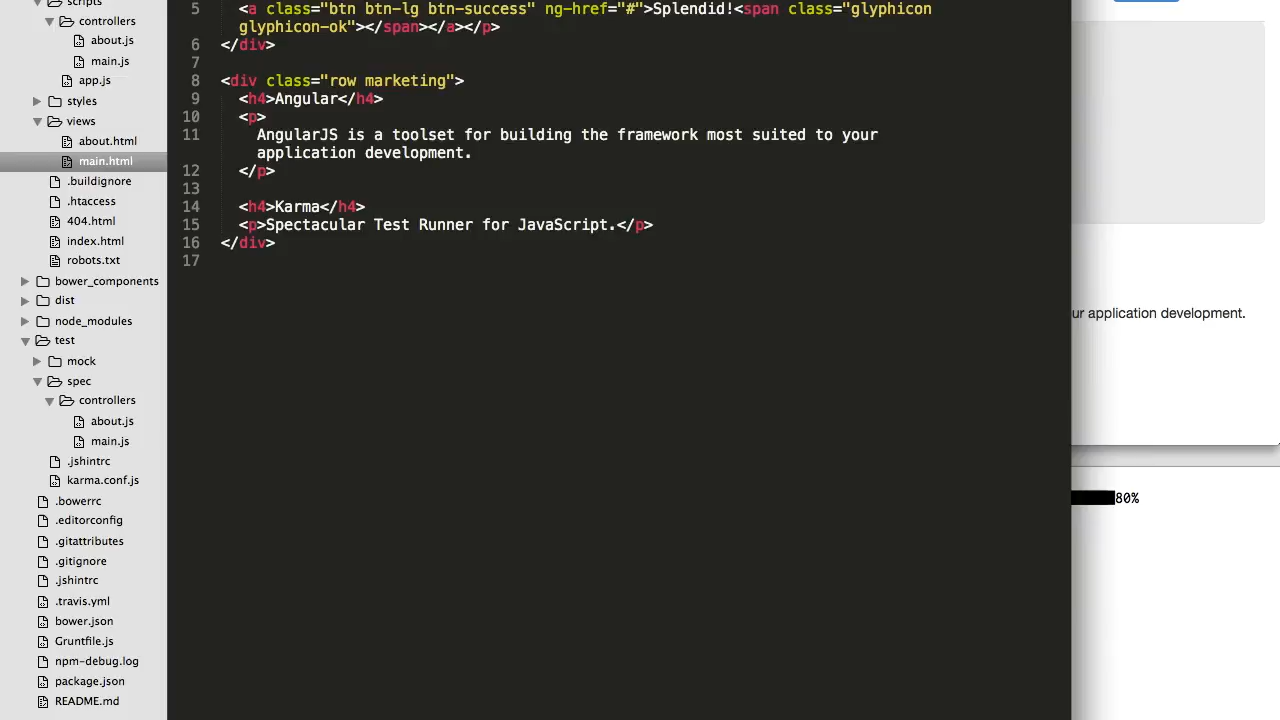 scripts
controllers
about.js
main.js
app.js
styles
views
about.html
main.html
.buildignore
.htaccess
404.html
index.html
robots.txt
bower_components
dist
node_modules
test
mock
spec
controllers
about.js
main.js
.jshintrc
karma.conf.js
.bowerrc
.editorconfig
.gitattributes
.gitignore
.jshintrc
.travis.yml
bower.json
Gruntfile.js
npm-debug.log
package.json
README.md
5 <a class="btn btn-lg btn-success" ng-href="#">Splendid!<span class="glyphicon
glyphicon-ok"></span></a></p>
6 </div>
7
8 <div class="row marketing">
9 <h4>Angular</h4>
10 <p>
11 AngularJS is a toolset for building the framework most suited to your
application development.
12 </p>
13
14 <h4>Karma</h4>
15 <p>Spectacular Test Runner for JavaScript.</p>
16 </div>
17
ur application development.
80%